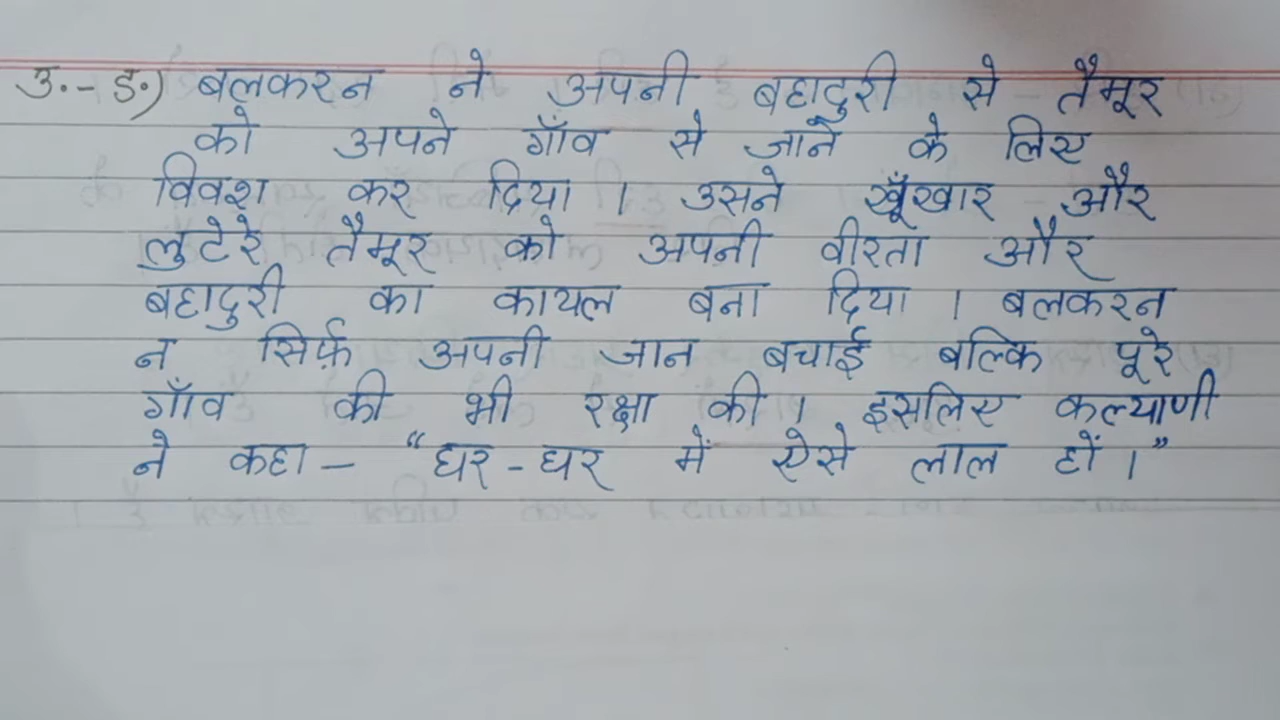 उ.- ङ.) बलकरन ने अपनी बहादुरी से तैमूर
को अपने गाँव से जाने के लिए
विवश कर दिया । उसने खूँखार और
लुटेरे तैमूर को अपनी वीरता और
बहादुरी का कायल बना दिया । बलकरन
न सिर्फ़ अपनी जान बचाई बल्कि पूरे
गाँव की भी रक्षा की । इसलिए कल्याणी
ने कहा – “घर - घर में ऐसे लाल हों ।”